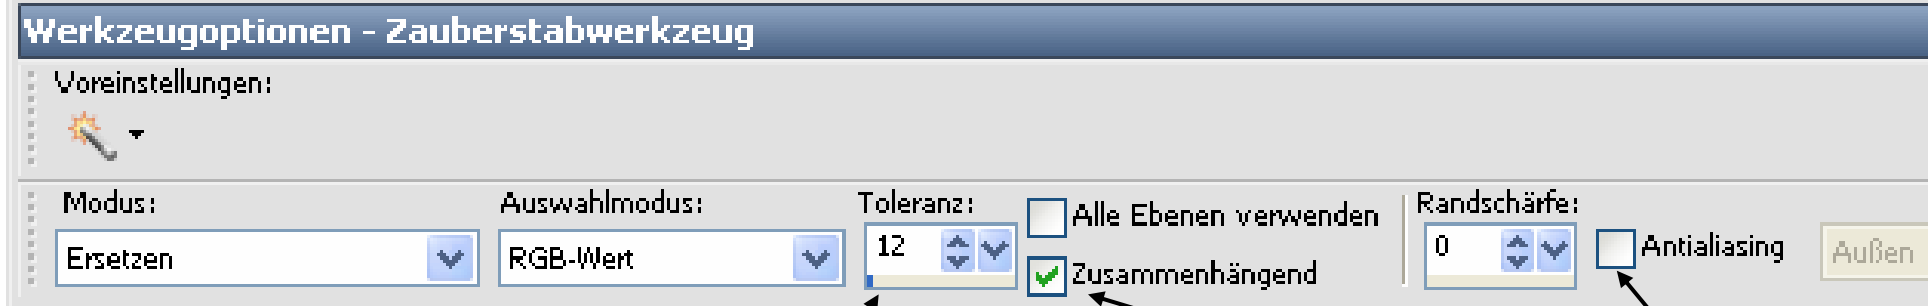 Werkzeugoptionen - Zauberstabwerkzeug
Voreinstellungen:
Modus: Auswahlmodus: Toleranz: Alle Ebenen verwenden Randschärfe:
Ersetzen RGB-Wert 12 Zusammenhängend 0 Antialiasing Außen